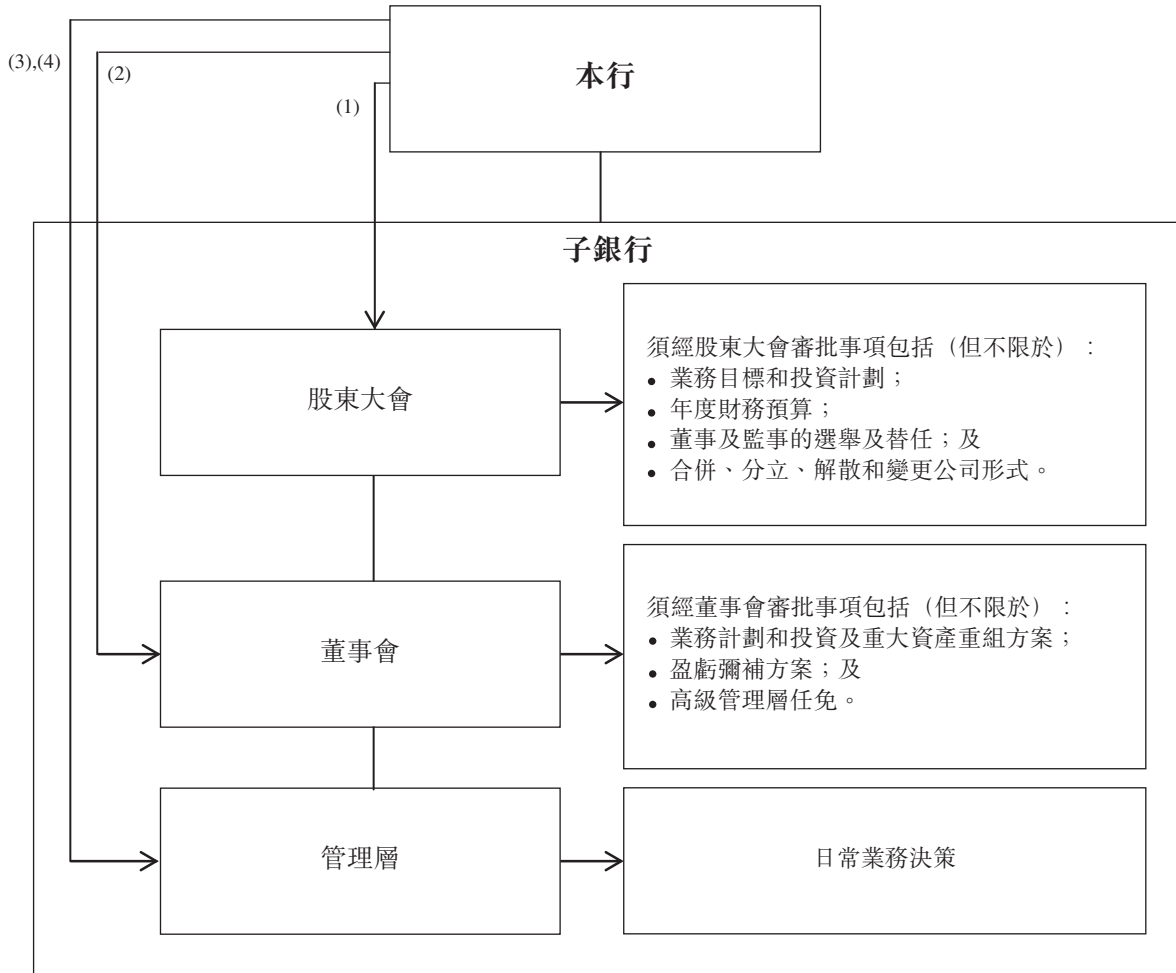 本行
(3),(4)
(2)
(1)
子銀行
股東大會
須經股東大會審批事項包括（但不限於）：
• 業務目標和投資計劃；
• 年度財務預算；
• 董事及監事的選舉及替任；及
• 合併、分立、解散和變更公司形式。
董事會
須經董事會審批事項包括（但不限於）：
• 業務計劃和投資及重大資產重組方案；
• 盈虧彌補方案；及
• 高級管理層任免。
管理層
日常業務決策